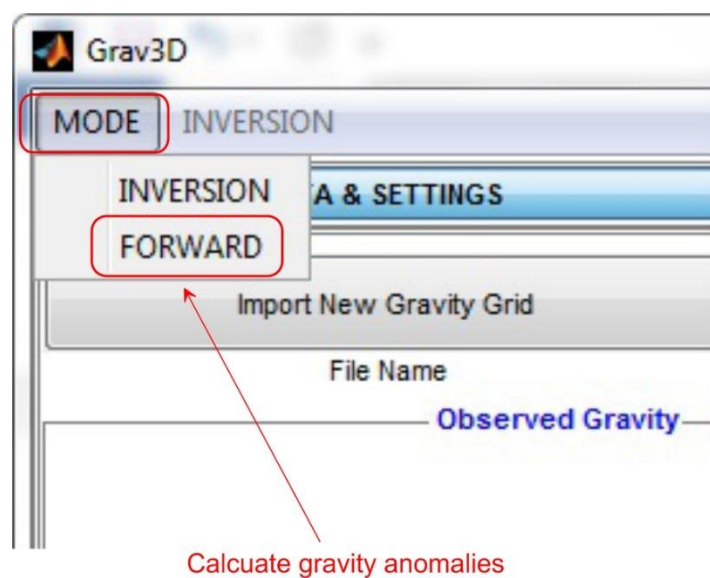 Grav3D
MODE INVERSION
INVERSION
A & SETTINGS
FORWARD
Import New Gravity Grid
File Name
Observed Gravity
Calcuate gravity anomalies